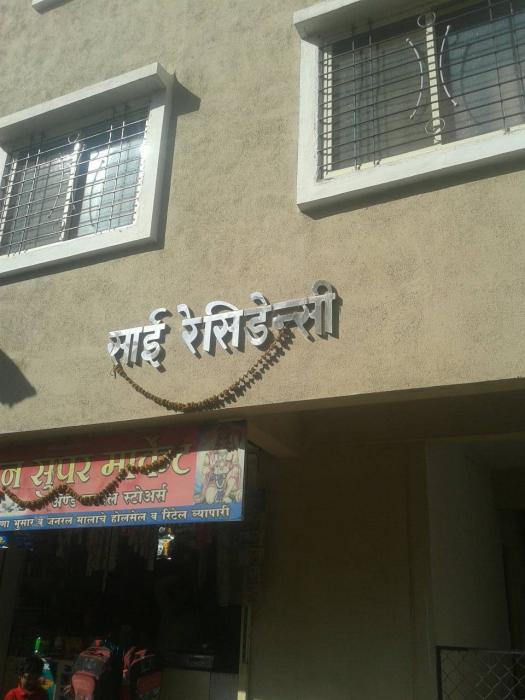 साई रेसिडेन्सी
न सुपर मार्केट
अॅण्ड जनरल स्टोअर्स
णा भुसार व जनरल मालाचे होलसेल व रिटेल व्यापारी